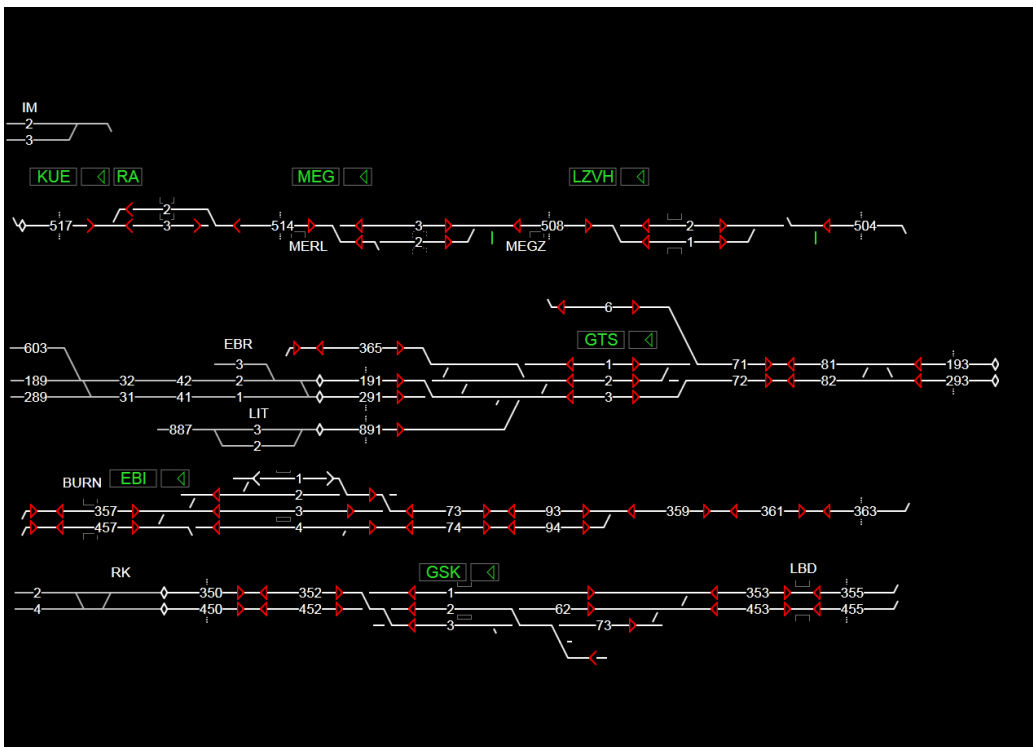 IM
2
3
KUE RA MEG LZVH
2
517 3 514 3 508 2 504
MERL 2 MEGZ 1
6
GTS
603 EBR 365
3 1 71 81 193
189 32 42 2 191 2 72 82 293
289 31 41 1 291 3
LIT
887 3 891
2
BURN EBI 1
2
357 3 73 93 359 361 363
457 4 74 94
RK GSK LBD
2 350 352 1 353 355
4 450 452 2 62 453 455
3 73